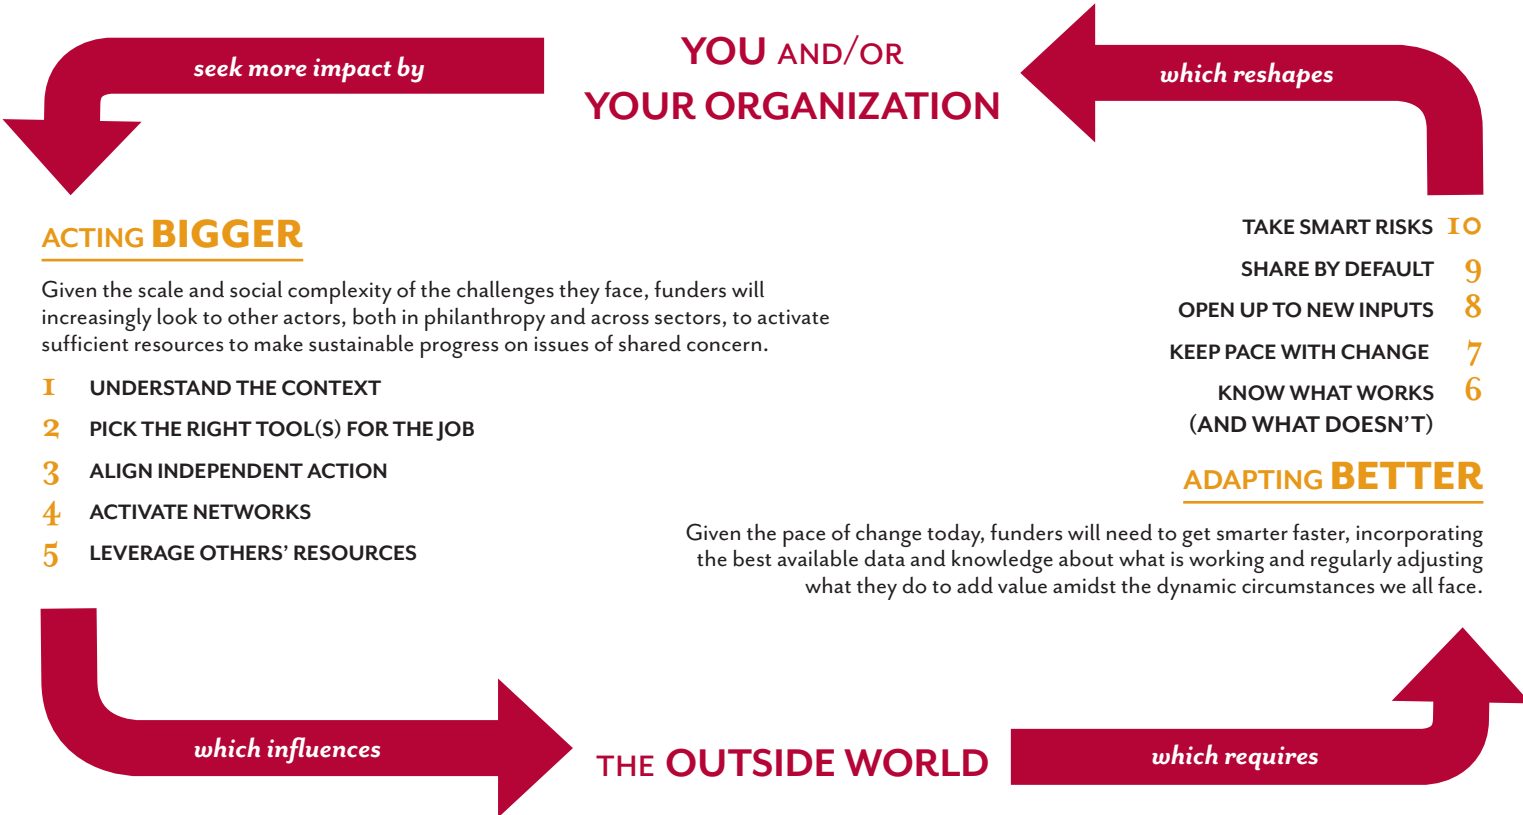 YOU AND/OR
YOUR ORGANIZATION
seek more impact by
ACTING BIGGER
Given the scale and social complexity of the challenges they face, funders will
increasingly look to other actors, both in philanthropy and across sectors, to activate
sufficient resources to make sustainable progress on issues of shared concern.
1 UNDERSTAND THE CONTEXT
2 PICK THE RIGHT TOOL(S) FOR THE JOB
3 ALIGN INDEPENDENT ACTION
4 ACTIVATE NETWORKS
5 LEVERAGE OTHERS’ RESOURCES
which influences
THE OUTSIDE WORLD
which requires
TAKE SMART RISKS 10
SHARE BY DEFAULT 9
OPEN UP TO NEW INPUTS 8
KEEP PACE WITH CHANGE 7
KNOW WHAT WORKS 6
(AND WHAT DOESN’T)
ADAPTING BETTER
Given the pace of change today, funders will need to get smarter faster, incorporating
the best available data and knowledge about what is working and regularly adjusting
what they do to add value amidst the dynamic circumstances we all face.
which reshapes